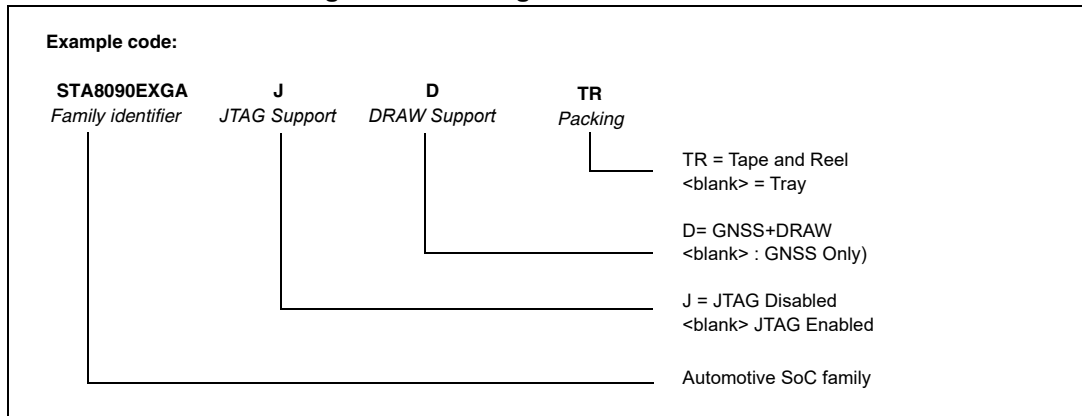 Example code:
STA8090EXGA J D TR
Family identifier JTAG Support DRAW Support Packing
TR = Tape and Reel
<blank> = Tray
D= GNSS+DRAW
<blank> : GNSS Only)
J = JTAG Disabled
<blank> JTAG Enabled
Automotive SoC family